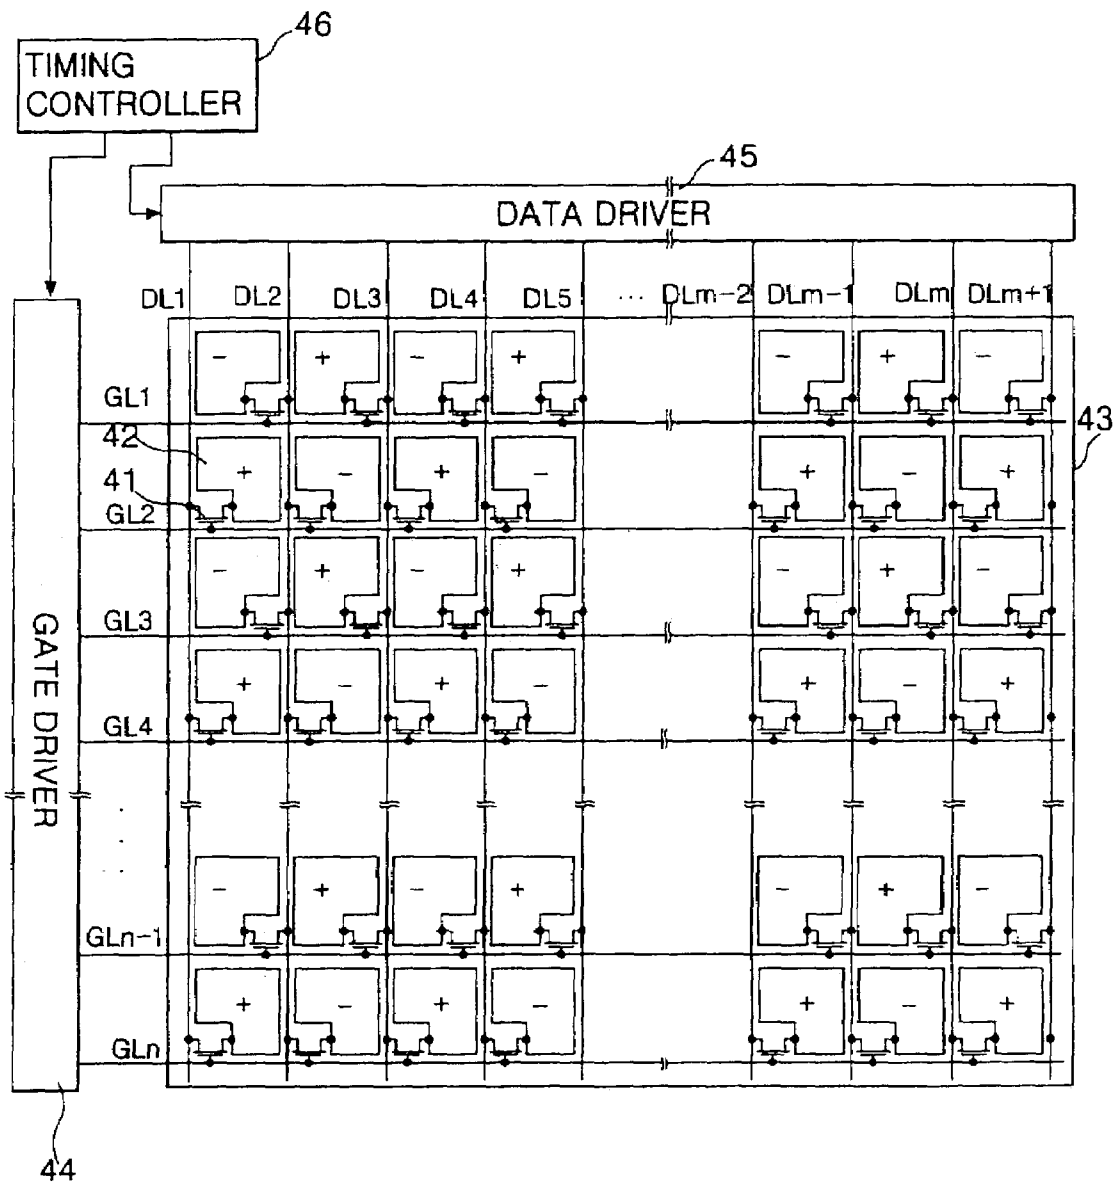 46
TIMING
CONTROLLER
45
DATA DRIVER
DL1 DL2 DL3 DL4 DL5 ... DLm-2 DLm-1 DLm DLm+1
- + - + - + -
GL1
43
42
+ - + - + - +
41
GL2
- + - + - + -
GL3
GATE DRIVER
+ - + - + - +
GL4
- + - + - + -
GLn-1
+ - + - + - +
GLn
44